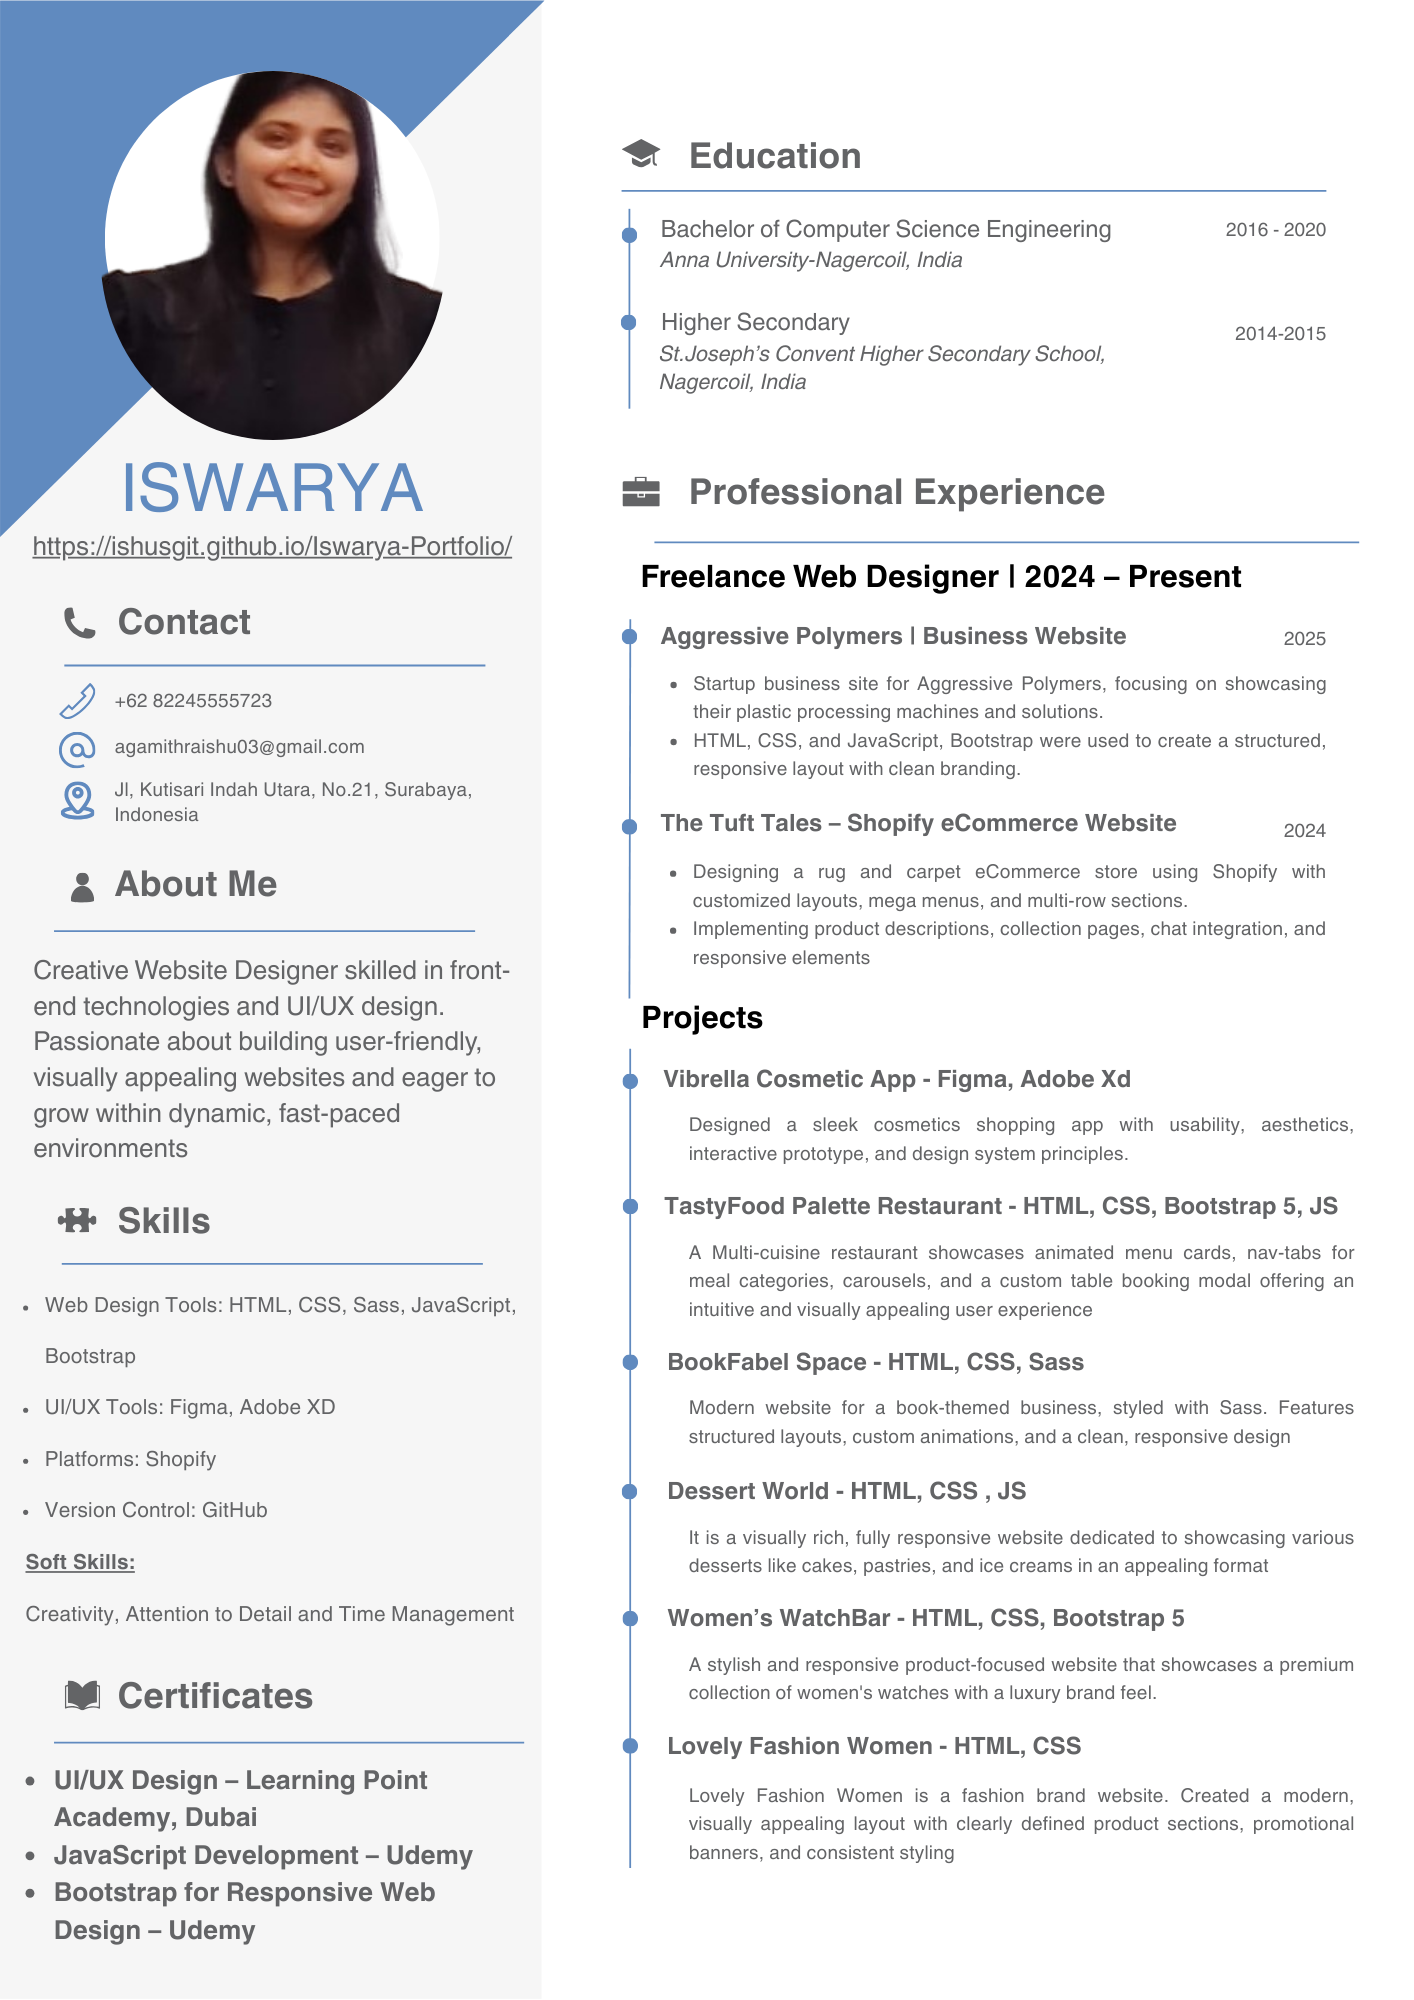 ISWARYA
https://ishusgit.github.io/Iswarya-Portfolio/
Contact
+62 82245555723
agamithraishu03@gmail.com
Jl, Kutisari Indah Utara, No.21, Surabaya,
Indonesia
About Me
Creative Website Designer skilled in front-
end technologies and UI/UX design.
Passionate about building user-friendly,
visually appealing websites and eager to
grow within dynamic, fast-paced
environments
Skills
• Web Design Tools: HTML, CSS, Sass, JavaScript,
Bootstrap
• UI/UX Tools: Figma, Adobe XD
• Platforms: Shopify
• Version Control: GitHub
Soft Skills:
Creativity, Attention to Detail and Time Management
Certificates
• UI/UX Design – Learning Point
Academy, Dubai
• JavaScript Development – Udemy
• Bootstrap for Responsive Web
Design – Udemy
Education
Bachelor of Computer Science Engineering 2016 - 2020
Anna University-Nagercoil, India
Higher Secondary 2014-2015
St.Joseph's Convent Higher Secondary School,
Nagercoil, India
Professional Experience
Freelance Web Designer | 2024 – Present
Aggressive Polymers | Business Website 2025
• Startup business site for Aggressive Polymers, focusing on showcasing
their plastic processing machines and solutions.
• HTML, CSS, and JavaScript, Bootstrap were used to create a structured,
responsive layout with clean branding.
The Tuft Tales – Shopify eCommerce Website 2024
• Designing a rug and carpet eCommerce store using Shopify with
customized layouts, mega menus, and multi-row sections.
• Implementing product descriptions, collection pages, chat integration, and
responsive elements
Projects
Vibrella Cosmetic App - Figma, Adobe Xd
Designed a sleek cosmetics shopping app with usability, aesthetics,
interactive prototype, and design system principles.
TastyFood Palette Restaurant - HTML, CSS, Bootstrap 5, JS
A Multi-cuisine restaurant showcases animated menu cards, nav-tabs for
meal categories, carousels, and a custom table booking modal offering an
intuitive and visually appealing user experience
BookFabel Space - HTML, CSS, Sass
Modern website for a book-themed business, styled with Sass. Features
structured layouts, custom animations, and a clean, responsive design
Dessert World - HTML, CSS , JS
It is a visually rich, fully responsive website dedicated to showcasing various
desserts like cakes, pastries, and ice creams in an appealing format
Women's WatchBar - HTML, CSS, Bootstrap 5
A stylish and responsive product-focused website that showcases a premium
collection of women's watches with a luxury brand feel.
Lovely Fashion Women - HTML, CSS
Lovely Fashion Women is a fashion brand website. Created a modern,
visually appealing layout with clearly defined product sections, promotional
banners, and consistent styling